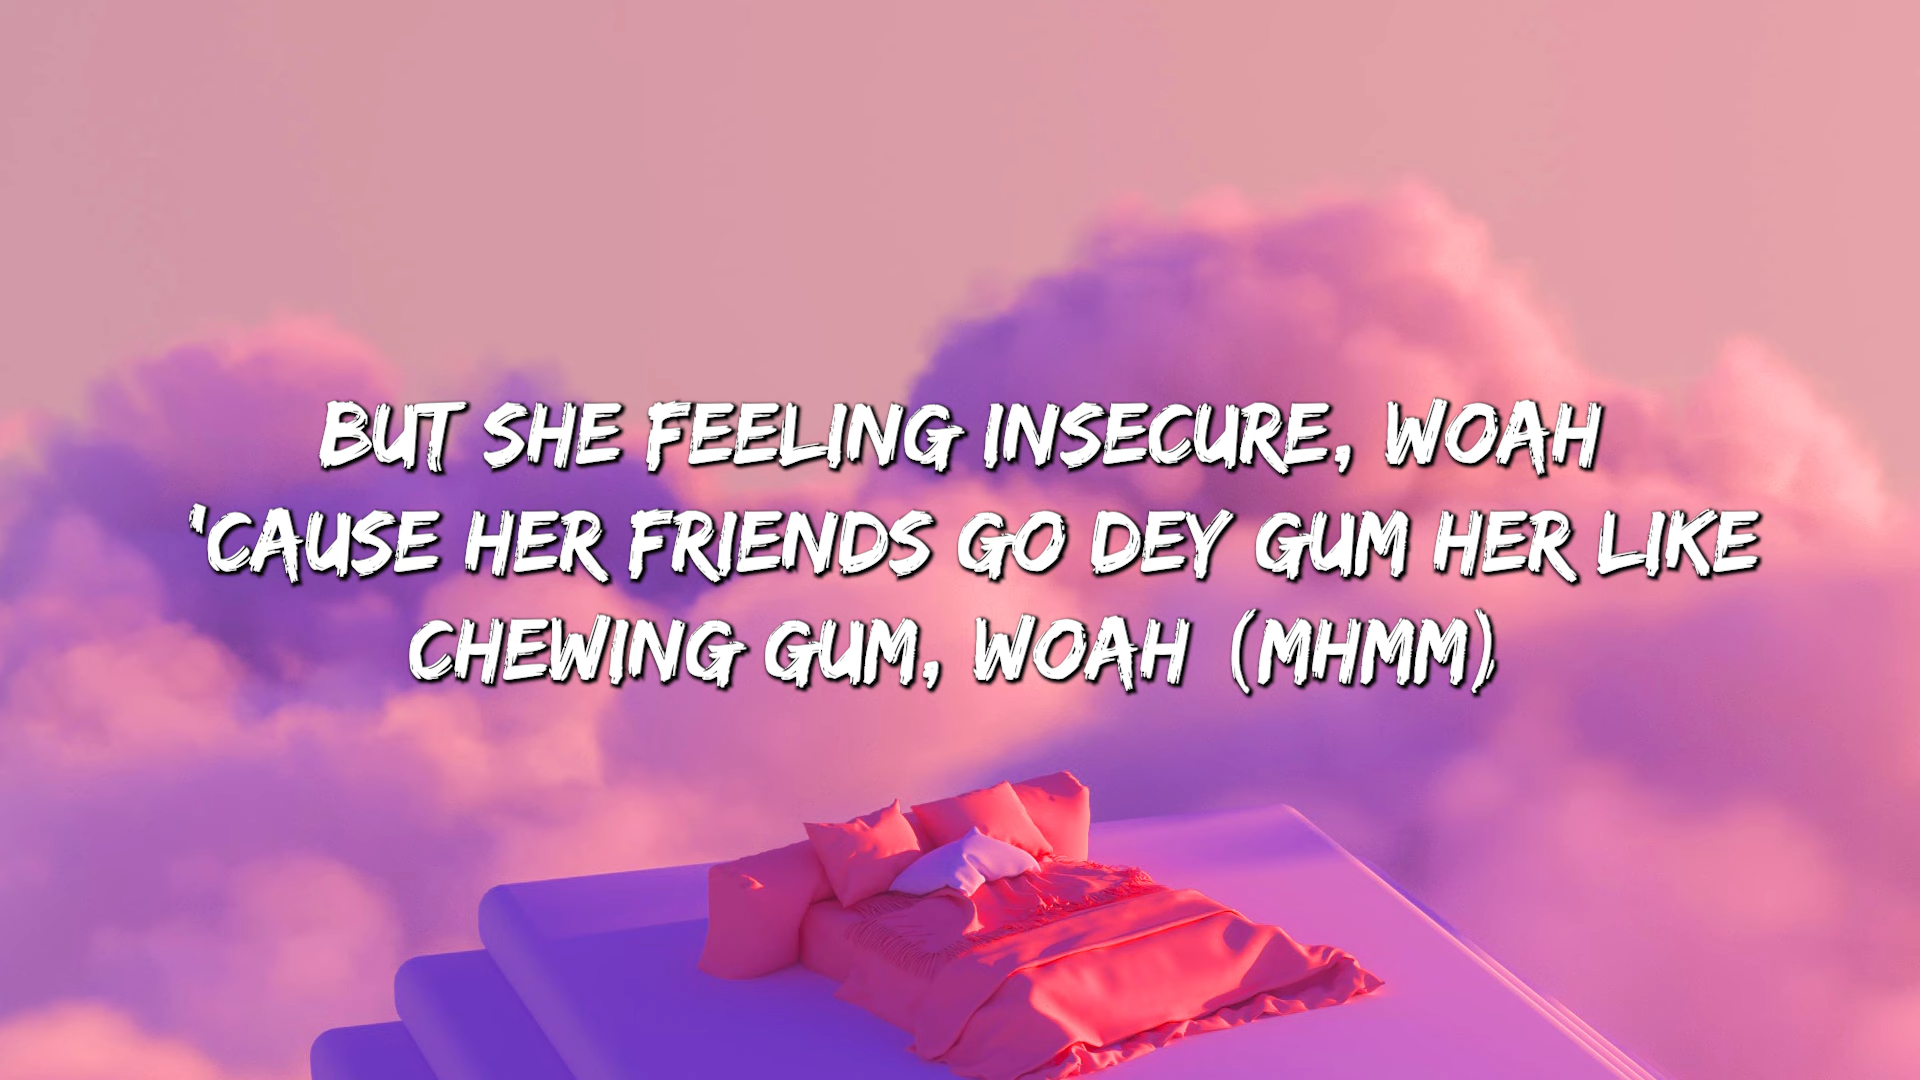 BUT SHE FEELING INSECURE, WOAH
'CAUSE HER FRIENDS GO DEY GUM HER LIKE
CHEWING GUM, WOAH (MHMM)